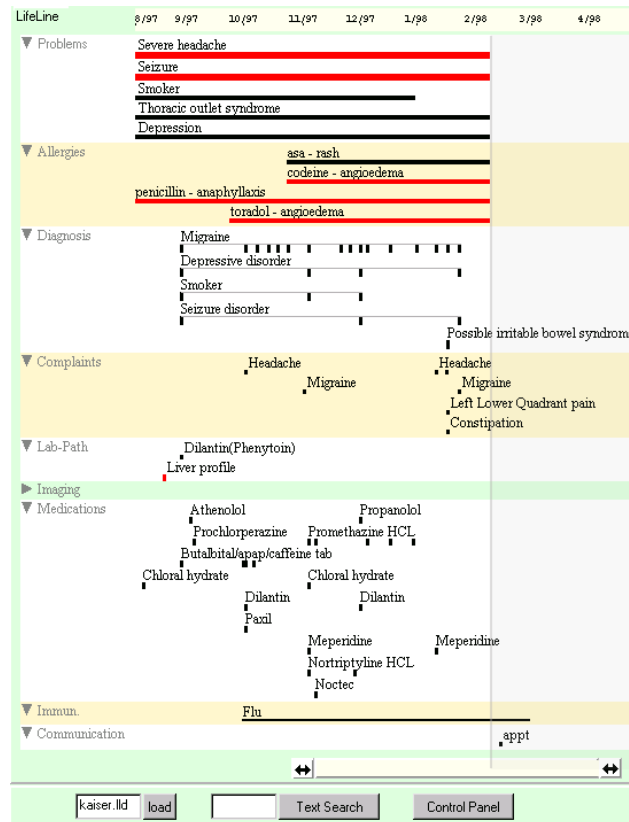 LifeLine 8/97 9/97 10/97 11/97 12/97 1/98 2/98 3/98 4/98
Problems Severe headache
Seizure
Smoker
Thoracic outlet syndrome
Depression
Allergies asa - rash
codeine - angioedema
penicillin - anaphyllaxis
toradol - angioedema
Diagnosis Migraine
Depressive disorder
Smoker
Seizure disorder
Possible irritable bowel syndrom
Complaints Headache Headache
Migraine Migraine
Left Lower Quadrant pain
Constipation
Lab-Path Dilantin(Phenytoin)
Liver profile
Imaging
Medications Athenolol Propanolol
Prochlorperazine Promethazine HCL
Butalbital/apap/caffeine tab
Chloral hydrate Chloral hydrate
Dilantin Dilantin
Paxil
Meperidine Meperidine
Nortriptyline HCL
Noctec
Immun. Flu
Communication appt
kaiser.lld load Text Search Control Panel